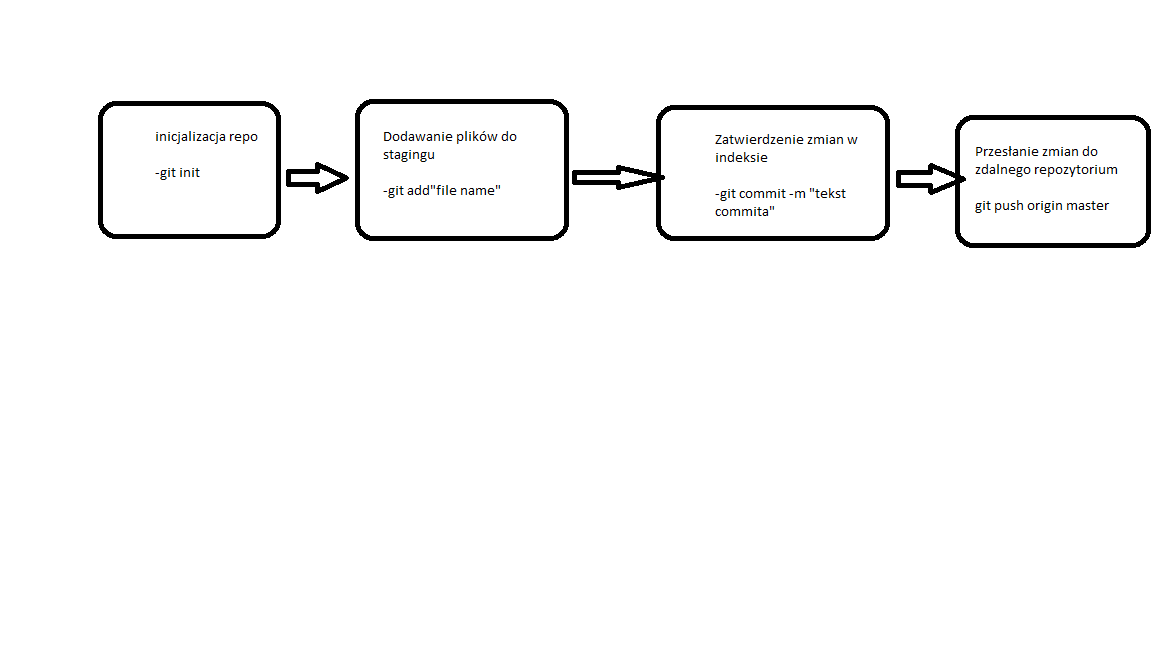 inicjalizacja repo
-git init
Dodawanie plików do
stagingu
-git add"file name"
Zatwierdzenie zmian w
indeksie
-git commit -m "tekst
commita"
Przesłanie zmian do
zdalnego repozytorium
git push origin master